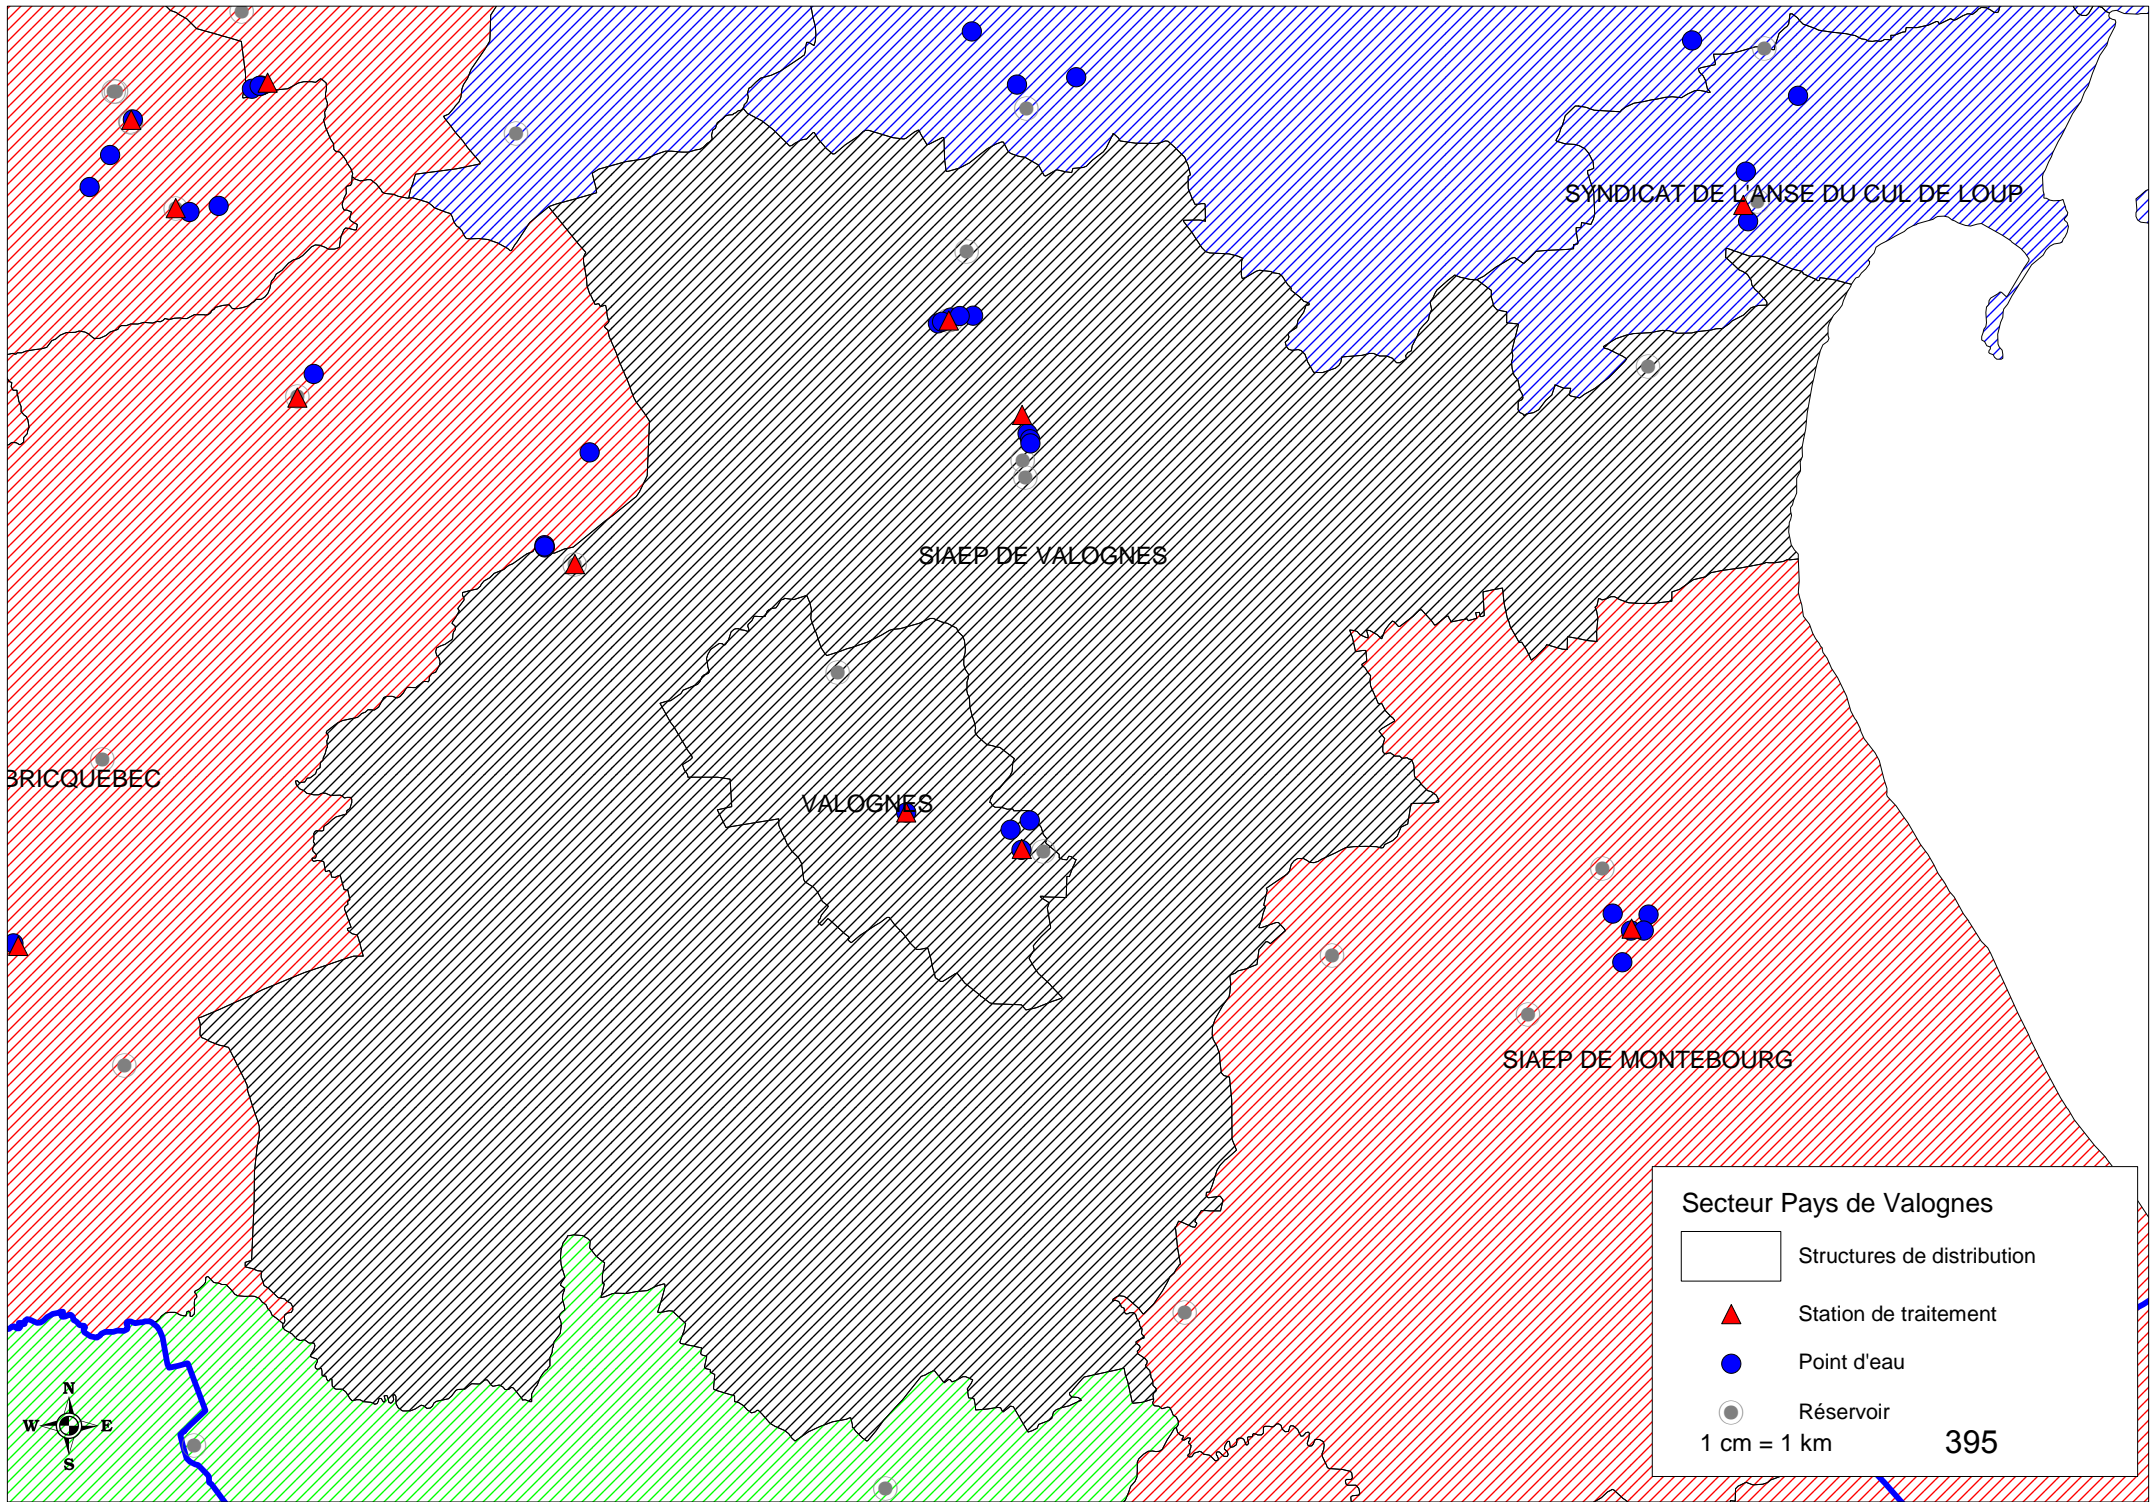 SYNDICAT DE L'ANSE DU CUL DE LOUP
SIAEP DE VALOGNES
BRICQUEBEC
VALOGNES
SIAEP DE MONTEBOURG
Secteur Pays de Valognes
Structures de distribution
Station de traitement
Point d'eau
Réservoir
1 cm = 1 km
395
N
W E
S